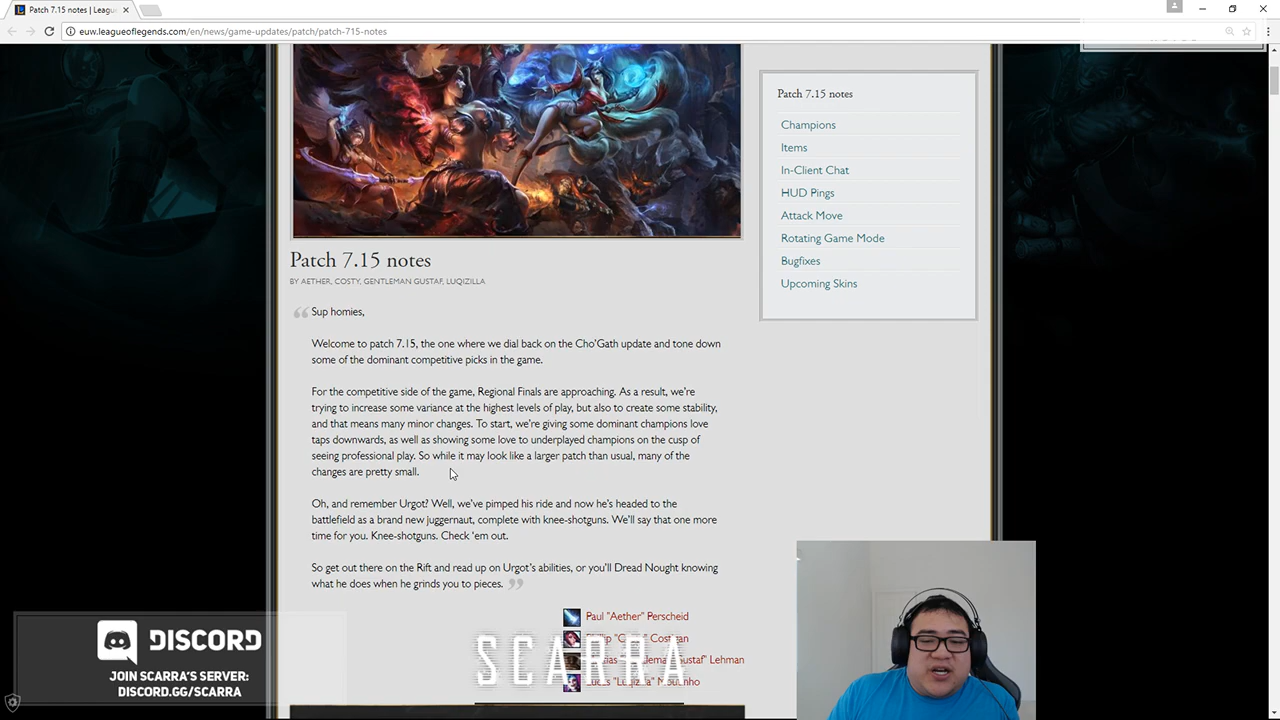 Patch 7.15 notes | Leagu
euw.leagueoflegends.com/en/news/game-updates/patch/patch-715-notes
Patch 7.15 notes
Champions
Items
In-Client Chat
HUD Pings
Attack Move
Rotating Game Mode
Bugfixes
Upcoming Skins
Patch 7.15 notes
BY AETHER, COSTY, GENTLEMAN GUSTAF, LUQIZILLA
Sup homies,
Welcome to patch 7.15, the one where we dial back on the Cho'Gath update and tone down
some of the dominant competitive picks in the game.
For the competitive side of the game, Regional Finals are approaching. As a result, we're
trying to increase some variance at the highest levels of play, but also to create some stability,
and that means many minor changes. To start, we're giving some dominant champions love
taps downwards, as well as showing some love to underplayed champions on the cusp of
seeing professional play. So while it may look like a larger patch than usual, many of the
changes are pretty small.
Oh, and remember Urgot? Well, we've pimped his ride and now he's headed to the
battlefield as a brand new juggernaut, complete with knee-shotguns. We'll say that one more
time for you. Knee-shotguns. Check 'em out.
So get out there on the Rift and read up on Urgot's abilities, or you'll Dread Nought knowing
what he does when he grinds you to pieces.
Paul "Aether" Perscheid
Lehman
SCARRA
DISCORD
JOIN SCARRA'S SERVER:
DISCORD.GG/SCARRA